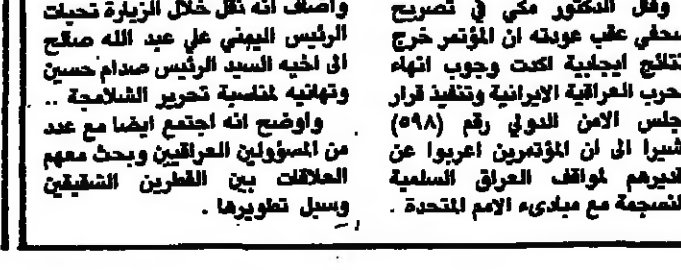 وقال الدكتور مكي في تصريح
صحفي عقب عودته ان المؤتمر خرج
بنتائج ايجابية اكدت وجوب انهاء
الحرب العراقية الايرانية وتنفيذ قرار
مجلس الامن الدولي رقم (٥٩٨)
مشيرا الى ان المؤتمرين اعربوا عن
تقديرهم لمواقف العراق السلمية
المنسجمة مع مبادىء الامم المتحدة .
واضاف انه نقل خلال الزيارة تحيات
الرئيس اليمني علي عبد الله صالح
الى اخيه السيد الرئيس صدام حسين
وتهانيه لمناسبة تحرير الشلامجة ..
واوضح انه اجتمع ايضا مع عدد
من المسؤولين العراقيين وبحث معهم
العلاقات بين القطرين الشقيقين
وسبل تطويرها .